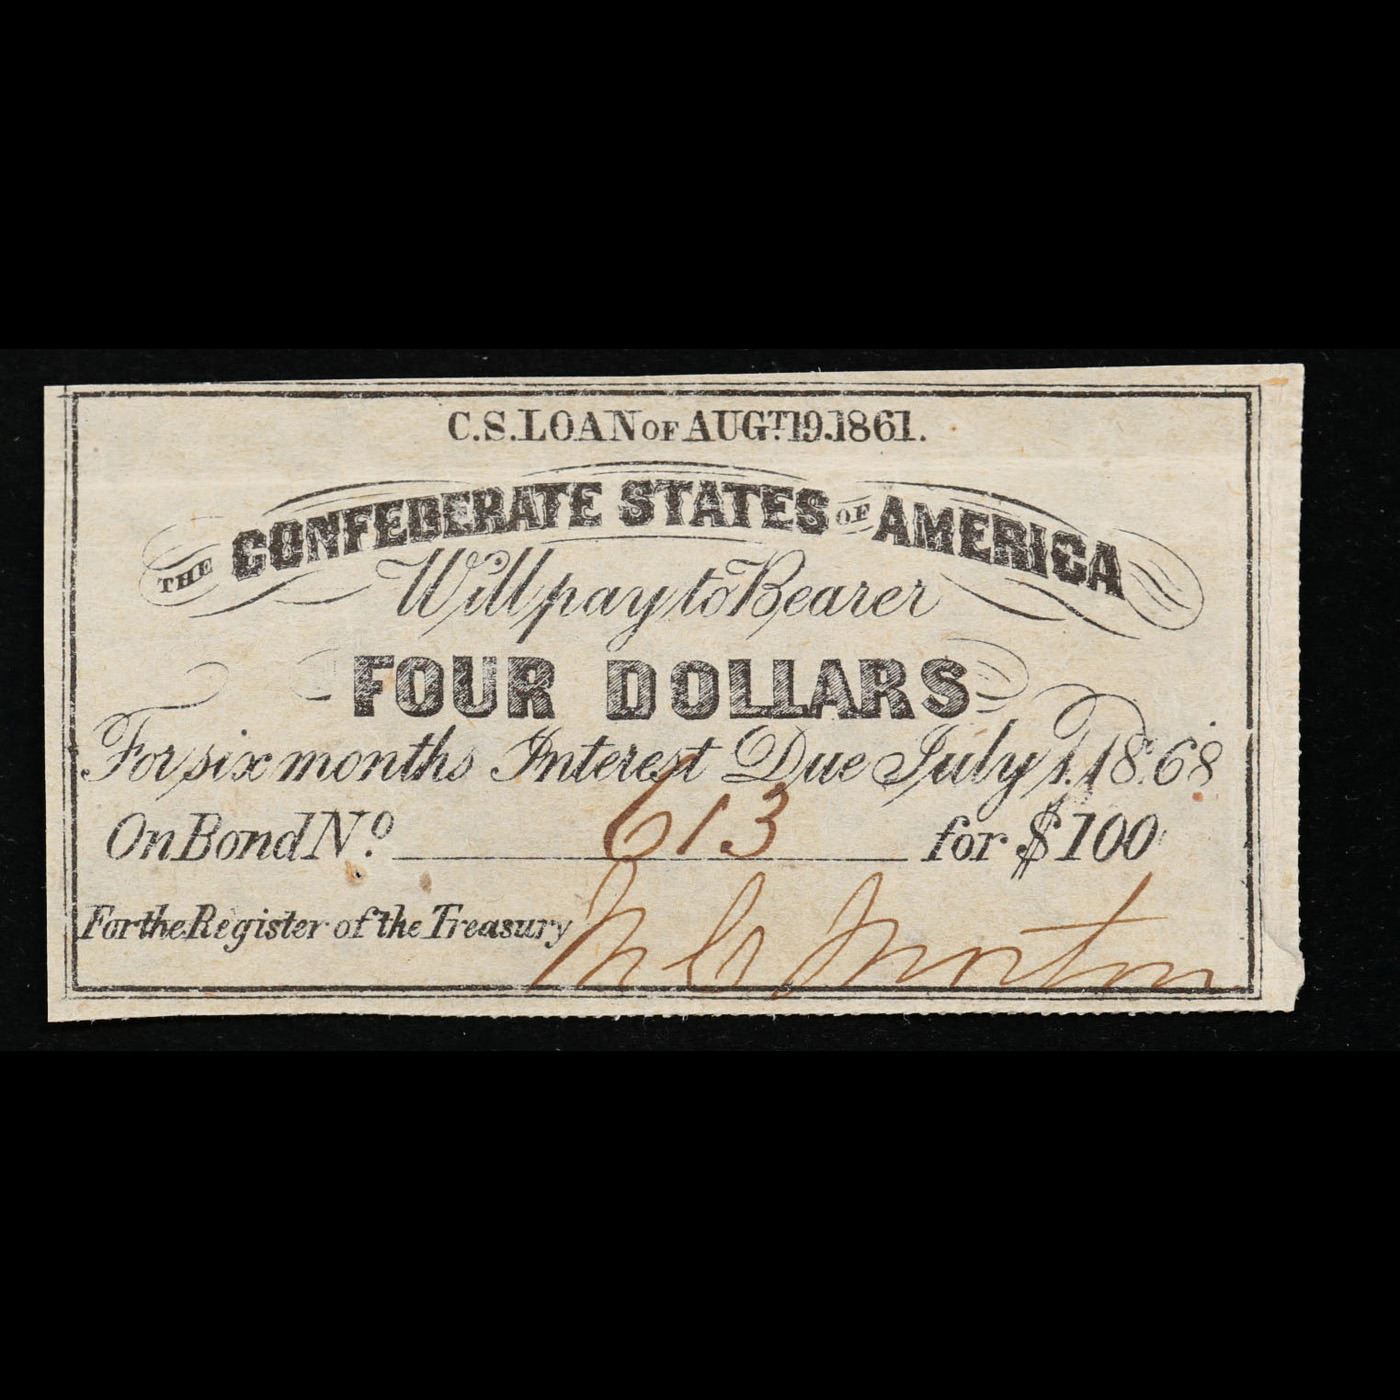 C.S. LOAN OF AUGT. 19. 1861.
THE CONFEDERATE STATES OF AMERICA
Will pay to Bearer
FOUR DOLLARS
For six months Interest Due July 1. 1868
On Bond No. 613 for $100
For the Register of the Treasury Morton